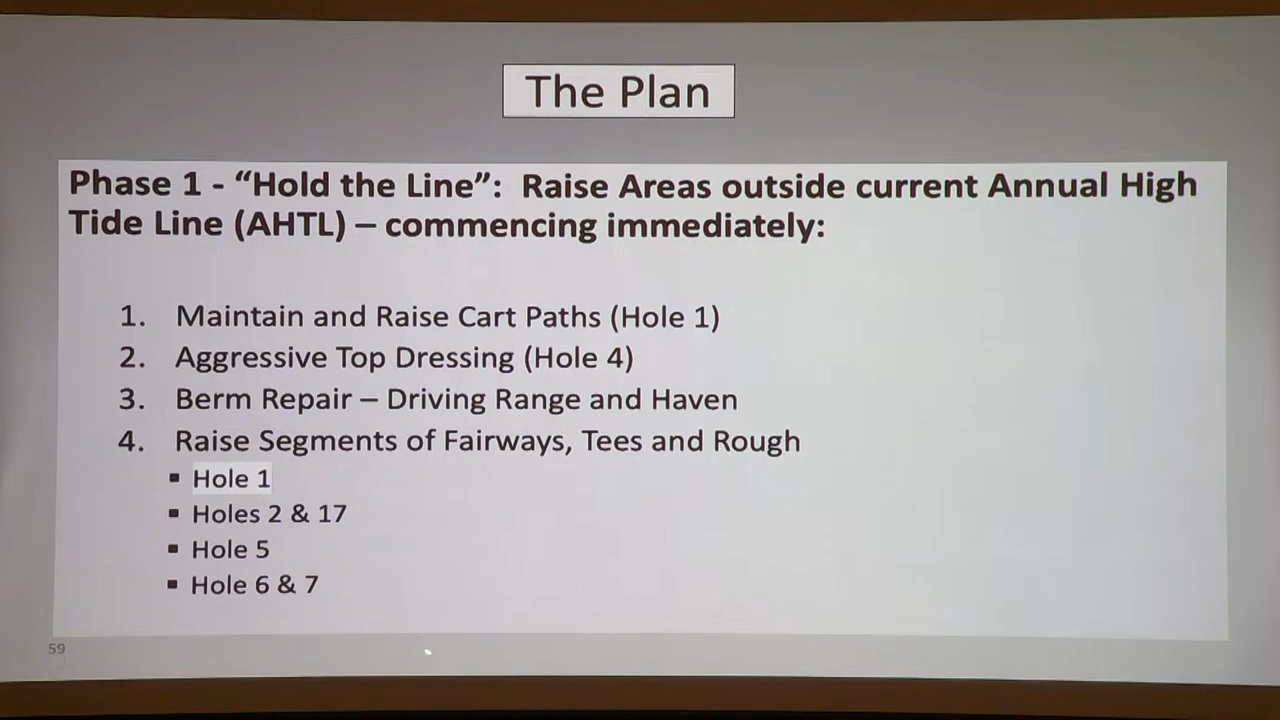 The Plan
Phase 1 - “Hold the Line”: Raise Areas outside current Annual High
Tide Line (AHTL) – commencing immediately:
1. Maintain and Raise Cart Paths (Hole 1)
2. Aggressive Top Dressing (Hole 4)
3. Berm Repair – Driving Range and Haven
4. Raise Segments of Fairways, Tees and Rough
▪ Hole 1
▪ Holes 2 & 17
▪ Hole 5
▪ Hole 6 & 7
59